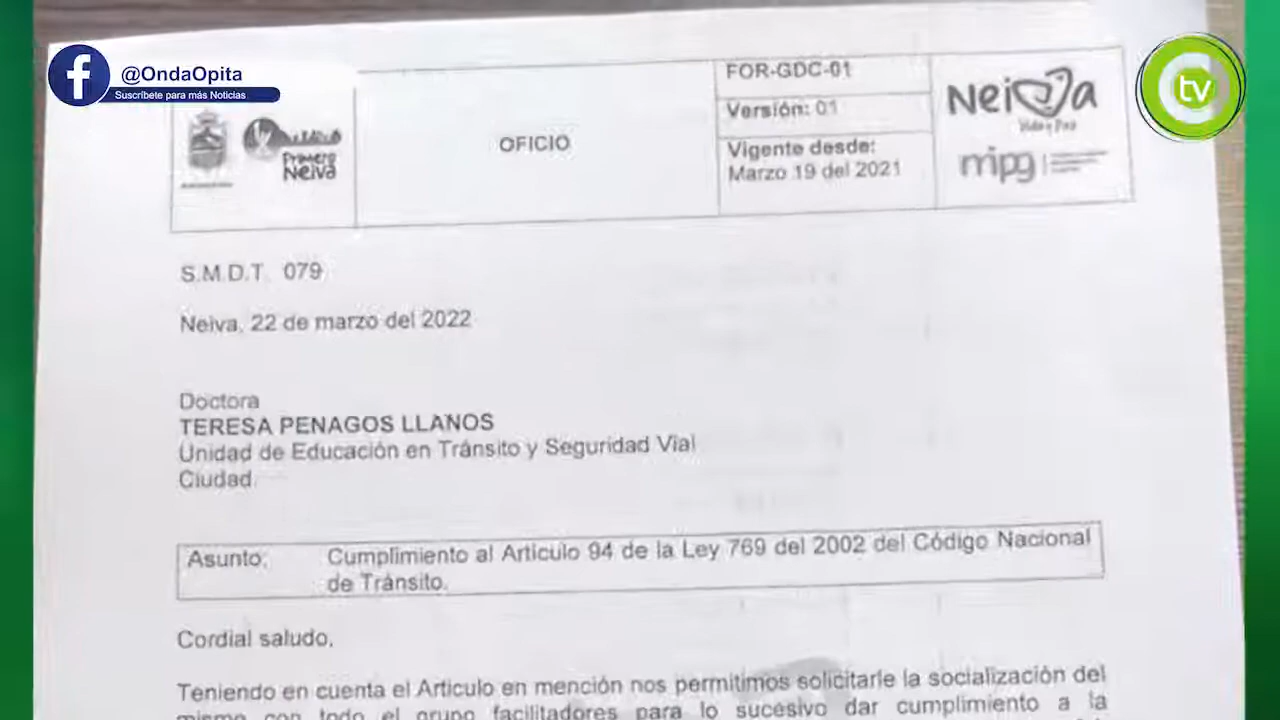 @OndaOpita
Suscríbete para más Noticias
tv
Primero
Neiva
OFICIO
FOR-GDC-01
Versión: 01
Vigente desde:
Marzo 19 del 2021
Neiva
Vida y Paz
mipg
S.M.D.T. 079
Neiva, 22 de marzo del 2022
Doctora
TERESA PENAGOS LLANOS
Unidad de Educación en Tránsito y Seguridad Vial
Ciudad.
Asunto: Cumplimiento al Articulo 94 de la Ley 769 del 2002 del Código Nacional
de Tránsito.
Cordial saludo,
Teniendo en cuenta el Articulo en mención nos permitimos solicitarle la socialización del
mismo con todo el grupo facilitadores para lo sucesivo dar cumplimiento a la